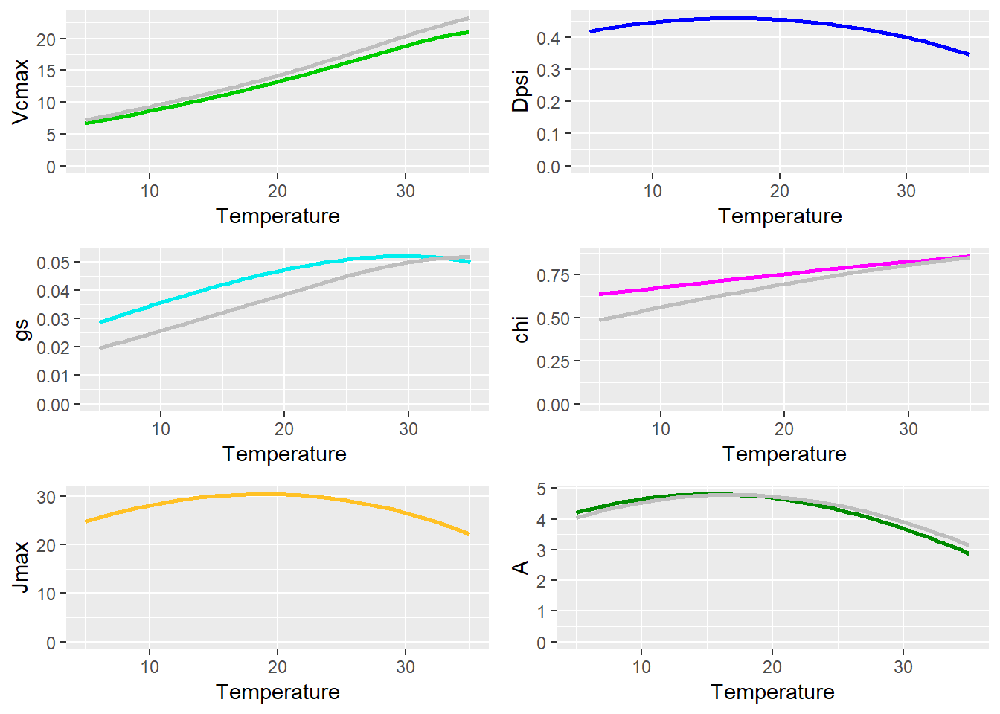 Vcmax
20
15
10
5
0
10 20 30
Temperature
Dpsi
0.4
0.3
0.2
0.1
0.0
10 20 30
Temperature
gs
0.05
0.04
0.03
0.02
0.01
0.00
10 20 30
Temperature
chi
0.75
0.50
0.25
0.00
10 20 30
Temperature
Jmax
30
20
10
0
10 20 30
Temperature
A
5
4
3
2
1
0
10 20 30
Temperature